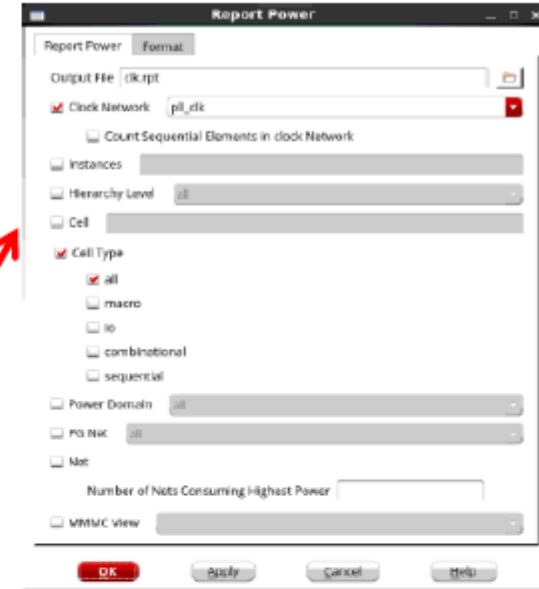 Report Power
Report Power Format
Output File clk.rpt
Clock Network pll_clk
Count Sequential Elements in clock Network
Instances
Hierarchy Level all
Cell
Cell Type
all
macro
io
combinational
sequential
Power Domain all
PG Net all
Net
Number of Nets Consuming Highest Power
MMMC View
OK Apply Cancel Help